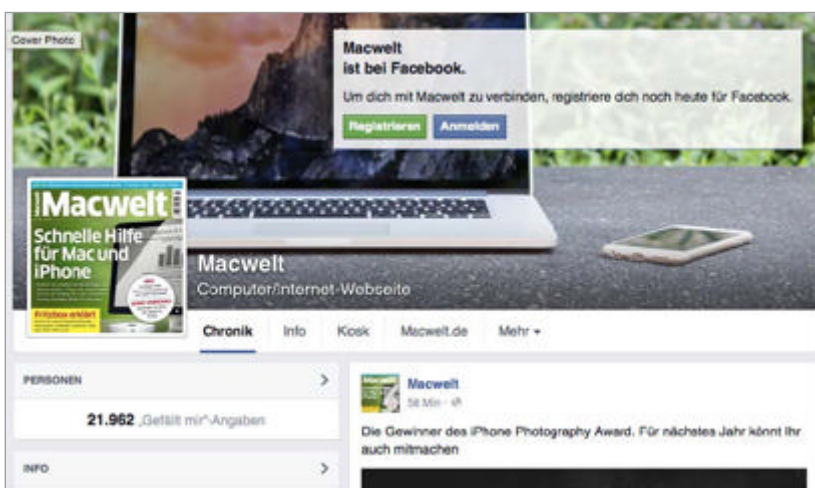 Cover Photo
Macwelt
ist bei Facebook.
Um dich mit Macwelt zu verbinden, registriere dich noch heute für Facebook.
Registrieren Anmelden
Macwelt
Schnelle Hilfe
für Mac und
iPhone
Fritzbox erklärt
Macwelt
Computer/Internet-Webseite
Chronik Info Kiosk Macwelt.de Mehr
PERSONEN
21.962 „Gefällt mir“-Angaben
INFO
Macwelt
58 Min
Die Gewinner des iPhone Photography Award. Für nächstes Jahr könnt Ihr
auch mitmachen